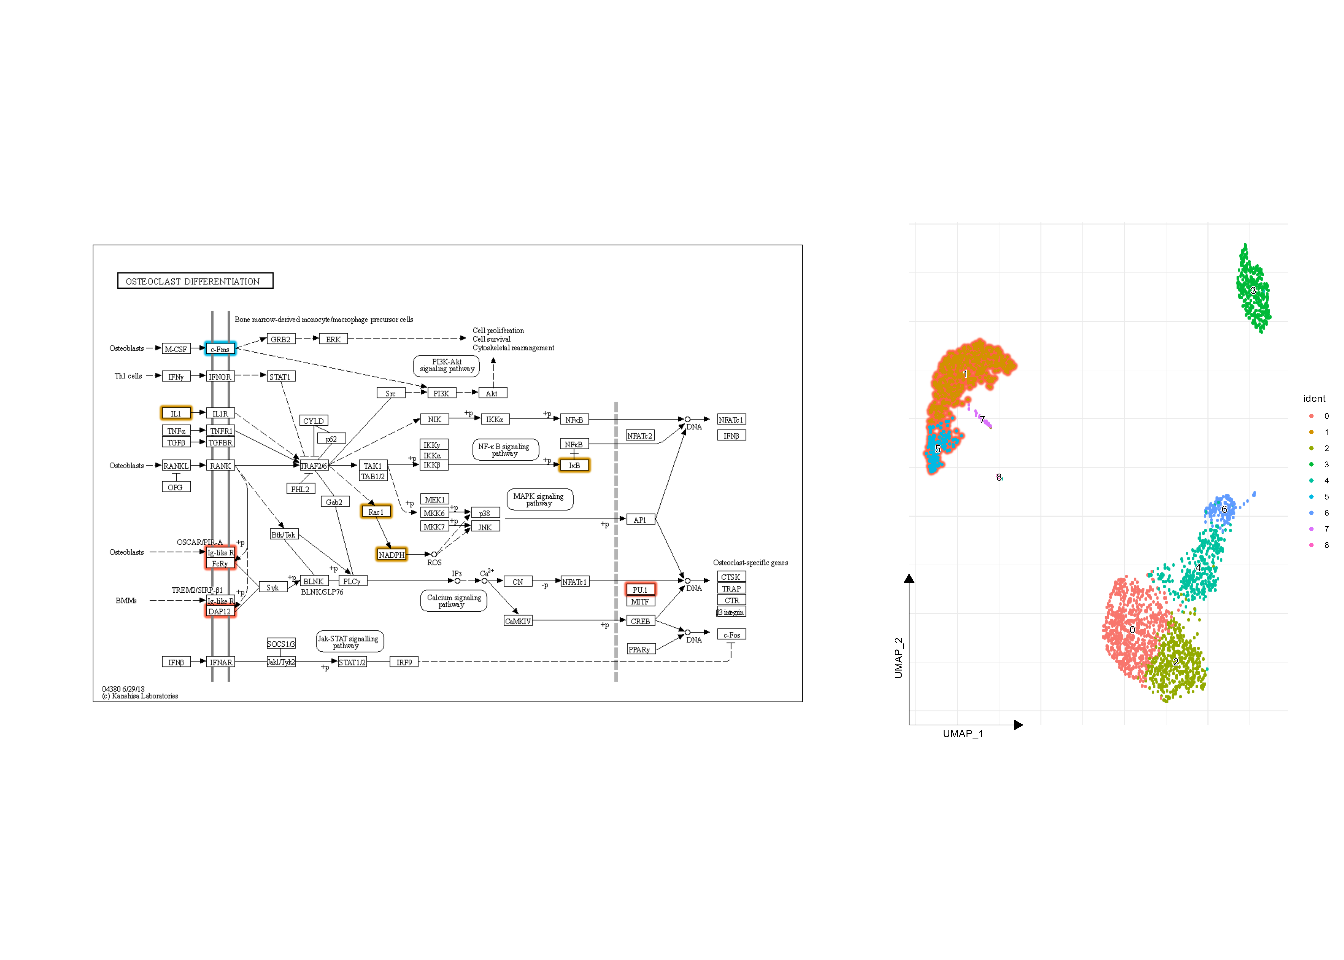 OSTEOCLAST DIFFERENTIATION
Bone marrow-derived monocyte/macrophage precursor cells
Osteoblasts
M-CSF
c-Fms
GRB2
ERK
Cell proliferation
Cell survival
Cytoskeletal rearrangement
PI3K-Akt
signaling pathway
Th1 cells
IFNγ
IFNGR
STAT1
Src
PI3K
Akt
IL1
IL1R
TNFα
TNFR1
TGFβ
TGFBR
CYLD
p62
NIK
+p
IKKα
+p
NFκB
DNA
NFATc1
IFNβ
NFATc2
NFκB
IκB
NF-κB signaling
pathway
+p
Osteoblasts
RANKL
RANK
OPG
TRAF2/6
TAK1
TAB1/2
+p
IKKγ
IKKα
IKKβ
FHL2
Gab2
Rac1
+p
MEK1
MKK6
MKK7
+p
+p
p38
JNK
MAPK signaling
pathway
+p
AP1
NADPH
ROS
Btk/Tek
OSCAR/PIR-A
+p
Osteoblasts
Ig-like R
FcRγ
TREM2/SIRP-β1
BMMs
Ig-like R
DAP12
+p
Syk
+p
BLNK
BLNK/SLP76
+p
PLCγ
IP3
Ca2+
Calcium signaling
pathway
CN
-p
NFATc1
CaMKIV
+p
PU.1
MITF
CREB
PPARγ
DNA
DNA
Osteoclast-specific genes
CTSK
TRAP
CTR
c-Fos
IFNβ
IFNAR
SOCS1/3
Jak1/Tyk2
+p
Jak-STAT signalling
pathway
STAT1/2
IRF9
04380 6/29/18
(c) Kanehisa Laboratories
3
1
7
5
8
6
4
0
2
UMAP_2
UMAP_1
ident
0
1
2
3
4
5
6
7
8